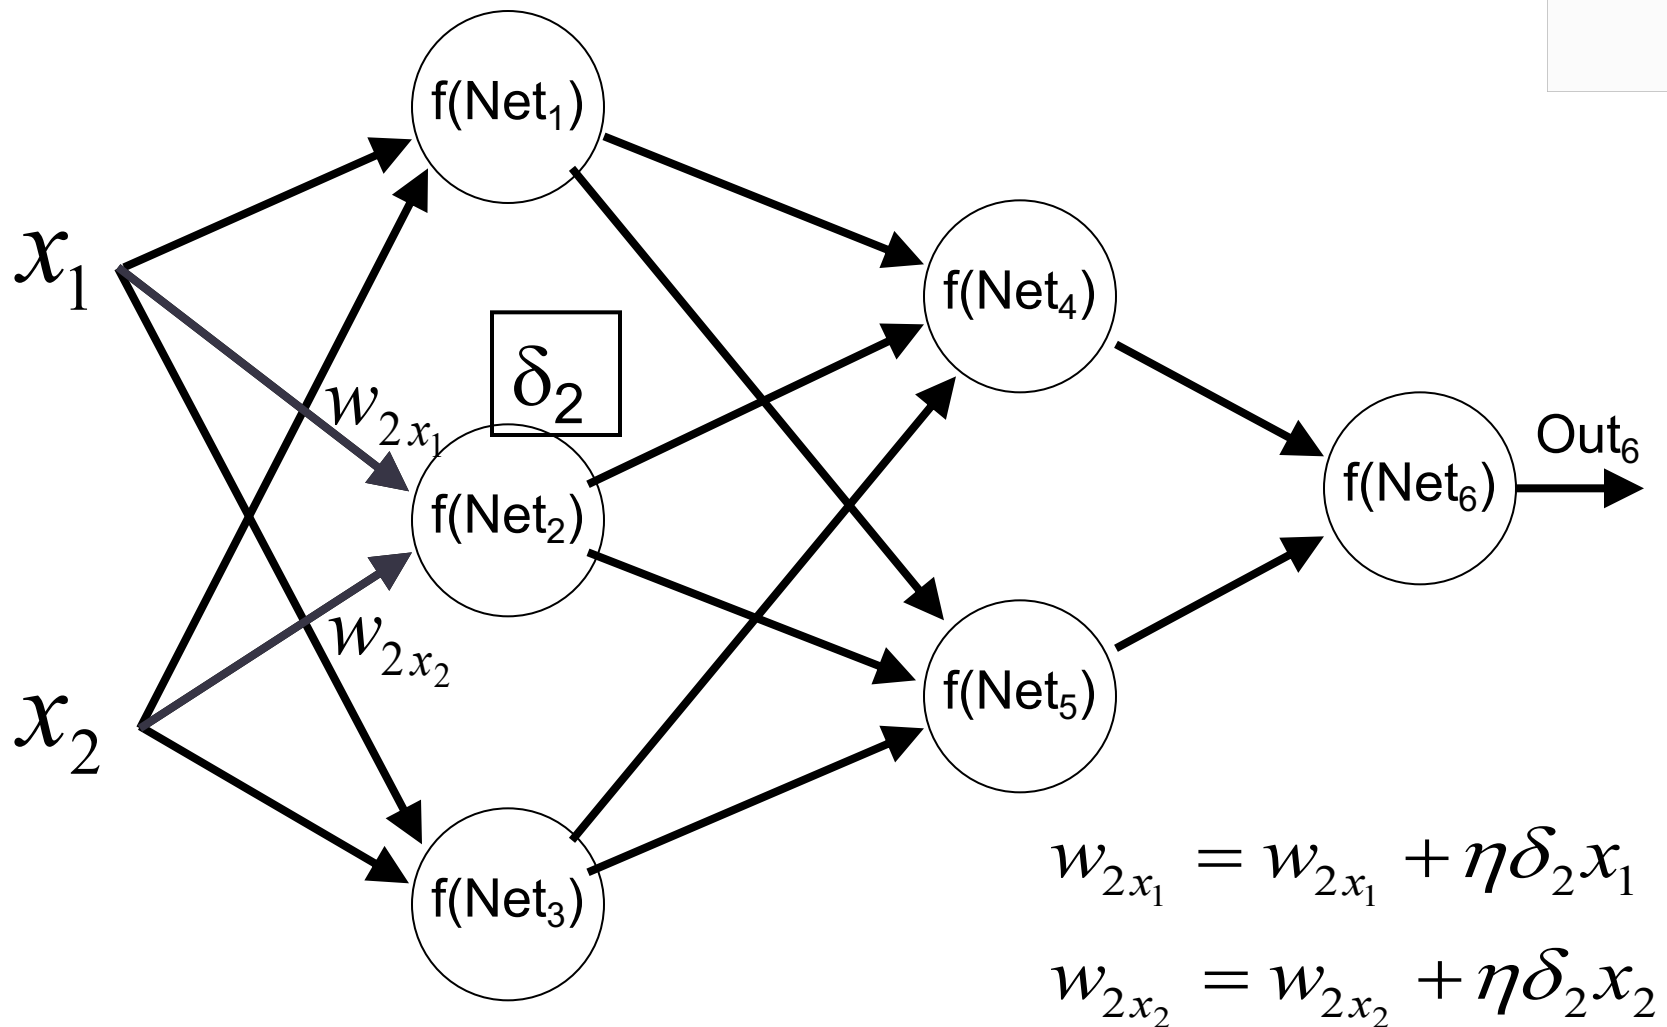 f(Net₁)
x₁
f(Net₄)
δ₂
w₂ₓ₁
Out₆
f(Net₂)
f(Net₆)
w₂ₓ₂
f(Net₅)
x₂
f(Net₃)
w₂ₓ₁ = w₂ₓ₁ + ηδ₂x₁
w₂ₓ₂ = w₂ₓ₂ + ηδ₂x₂